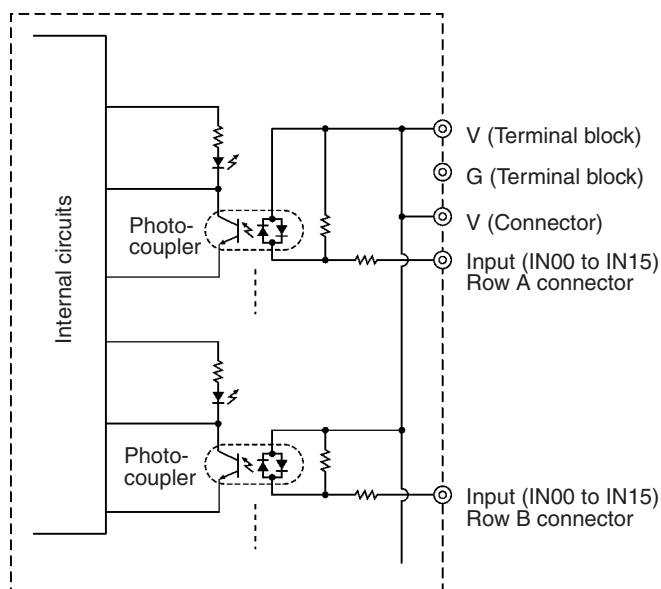 Internal circuits
V (Terminal block)
G (Terminal block)
Photo-
coupler
V (Connector)
Input (IN00 to IN15)
Row A connector
Photo-
coupler
Input (IN00 to IN15)
Row B connector